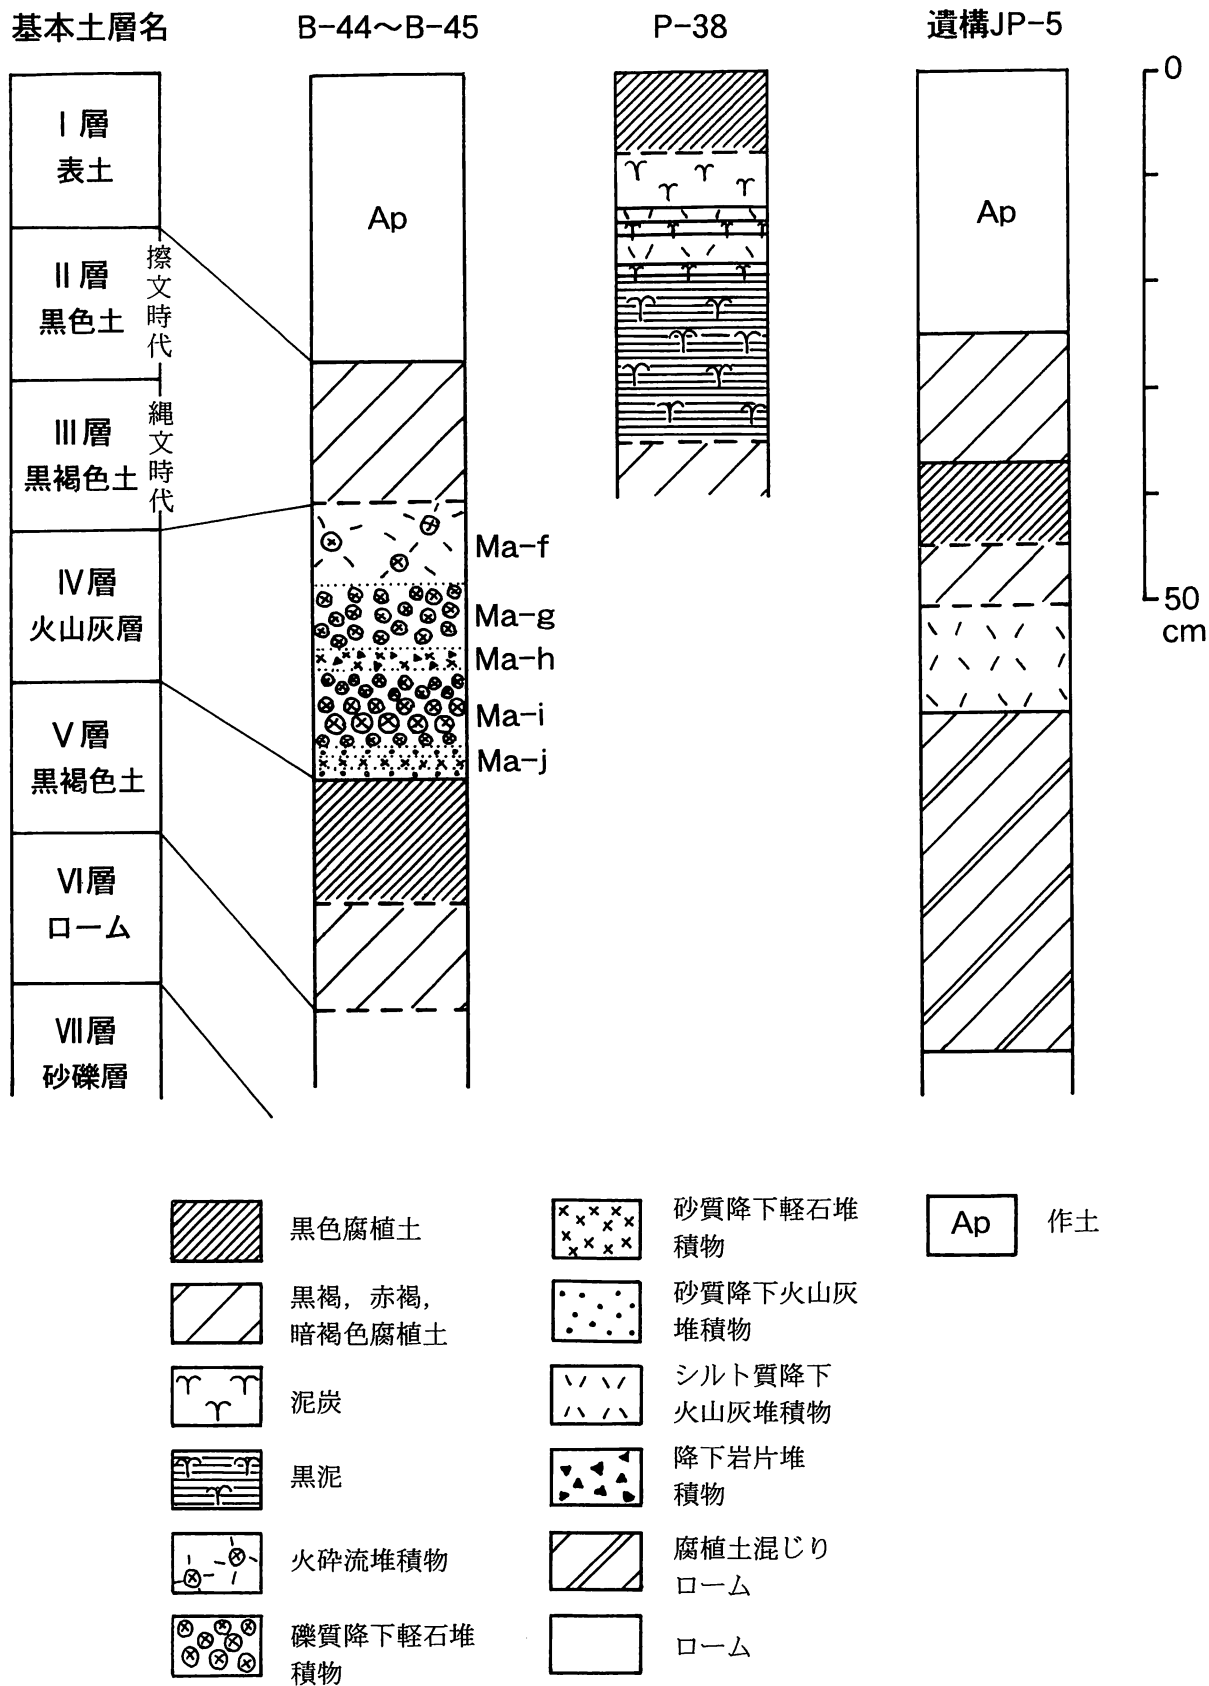 基本土層名
B-44～B-45
P-38
遺構JP-5
Ⅰ層
表土
Ⅱ層
黒色土
Ⅲ層
黒褐色土
Ⅳ層
火山灰層
Ⅴ層
黒褐色土
Ⅵ層
ローム
Ⅶ層
砂礫層
擦文時代
縄文時代
Ap
Ma-f
Ma-g
Ma-h
Ma-i
Ma-j
Ap
0
50
cm
黒色腐植土
黒褐，赤褐，
暗褐色腐植土
泥炭
黒泥
火砕流堆積物
礫質降下軽石堆
積物
砂質降下軽石堆
積物
砂質降下火山灰
堆積物
シルト質降下
火山灰堆積物
降下岩片堆
積物
腐植土混じり
ローム
ローム
Ap
作土